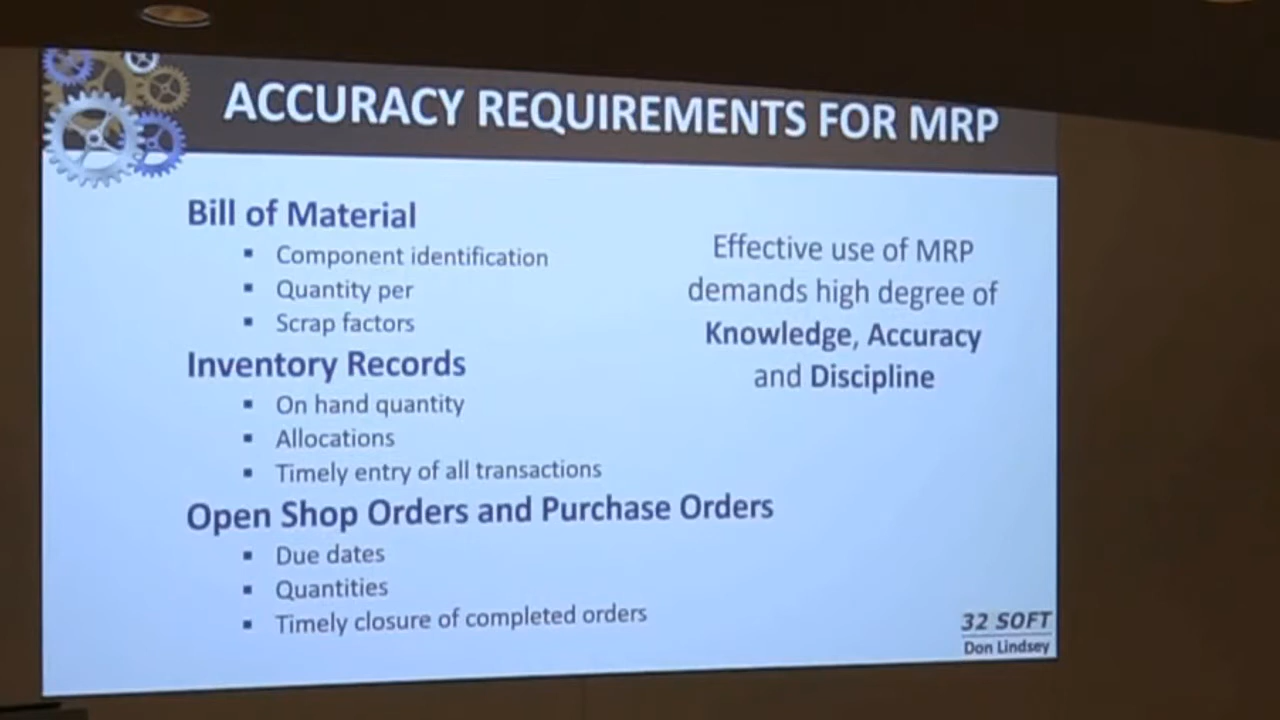 ACCURACY REQUIREMENTS FOR MRP
Bill of Material
Component identification
Quantity per
Scrap factors
Inventory Records
On hand quantity
Allocations
Timely entry of all transactions
Open Shop Orders and Purchase Orders
Due dates
Quantities
Timely closure of completed orders
Effective use of MRP
demands high degree of
Knowledge, Accuracy
and Discipline
32 SOFT
Don Lindsey